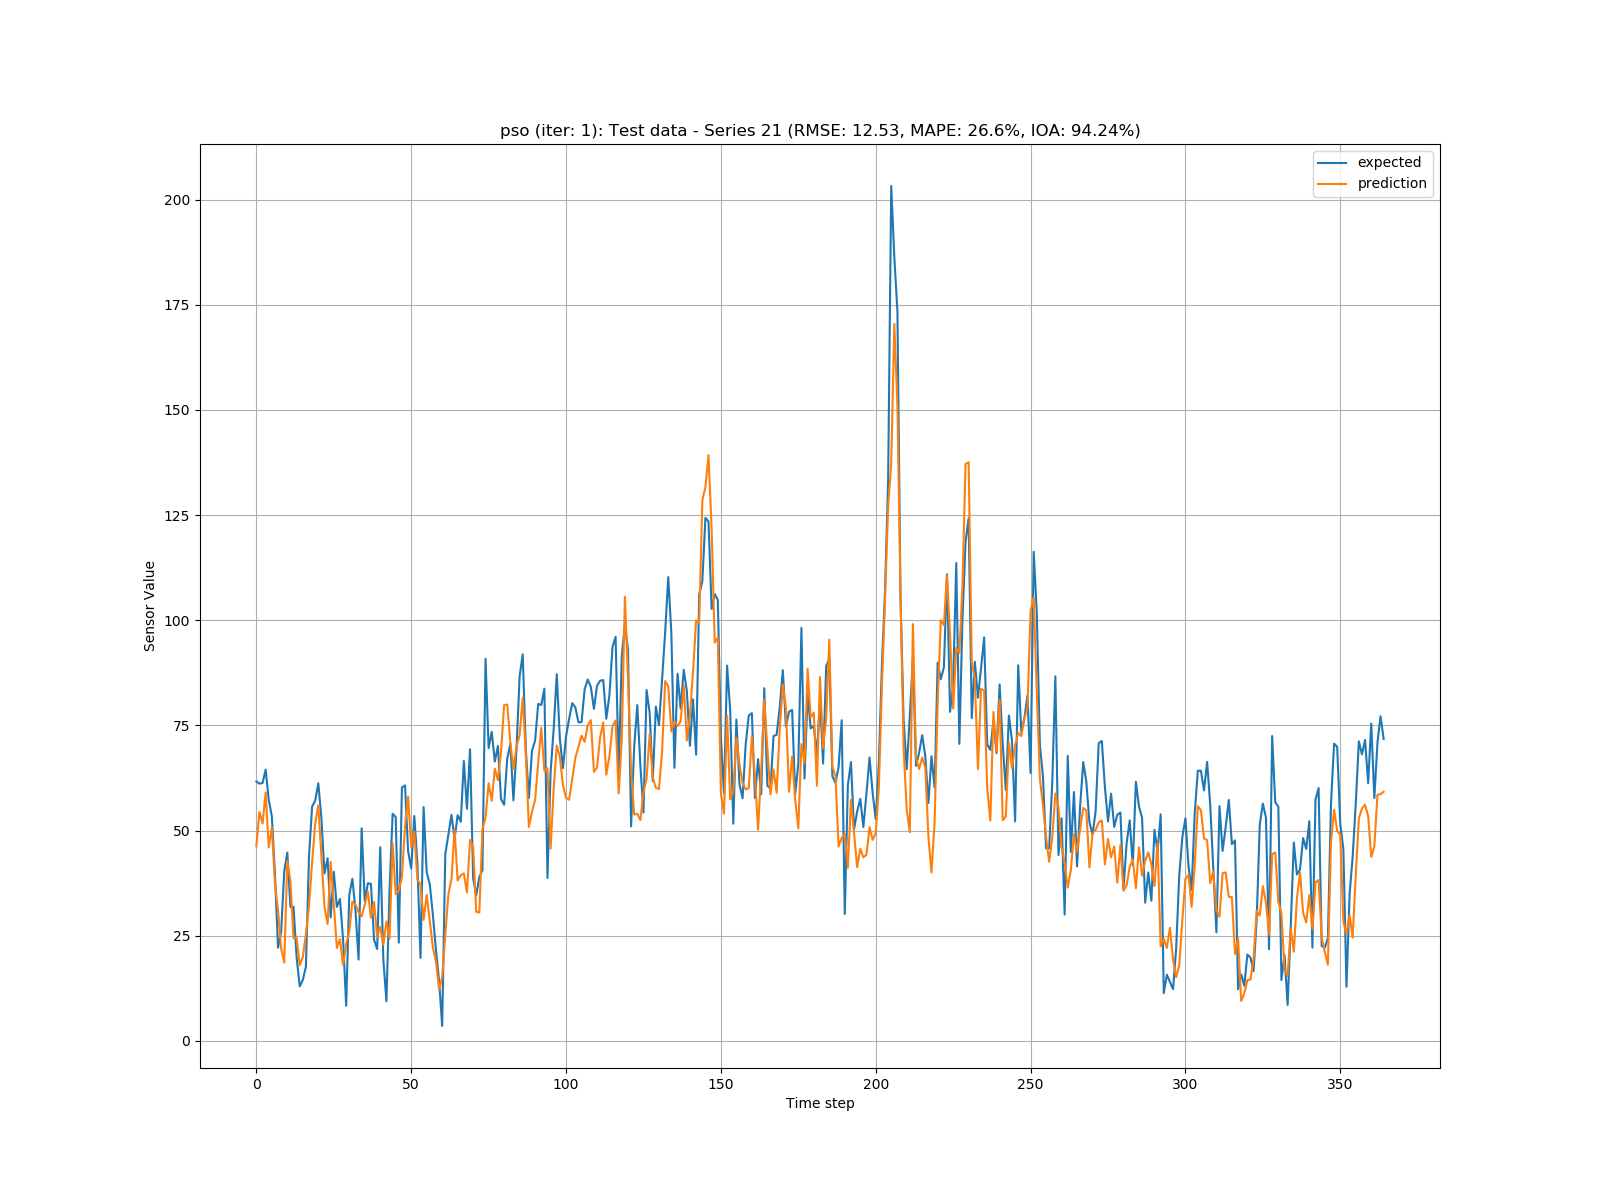 pso (iter: 1): Test data - Series 21 (RMSE: 12.53, MAPE: 26.6%, IOA: 94.24%)
expected
prediction
200
175
150
125
100
75
50
25
0
Sensor Value
0 50 100 150 200 250 300 350
Time step